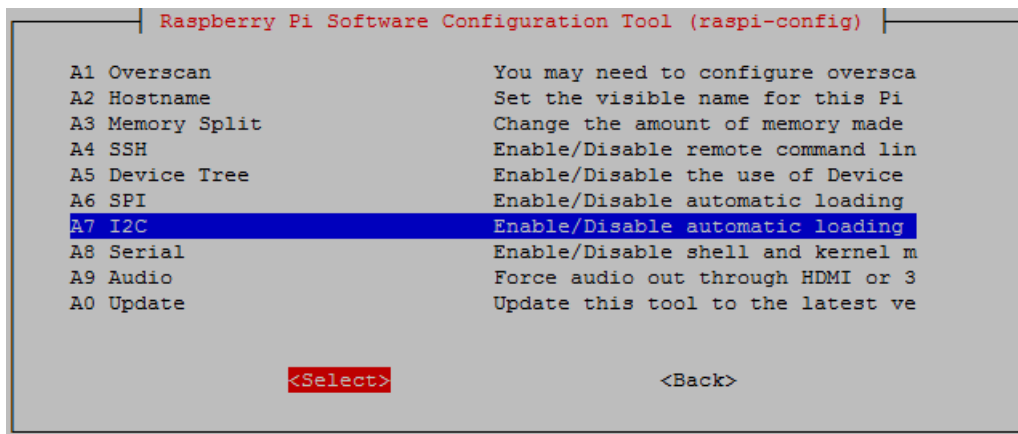 Raspberry Pi Software Configuration Tool (raspi-config)
A1 Overscan You may need to configure oversca
A2 Hostname Set the visible name for this Pi
A3 Memory Split Change the amount of memory made
A4 SSH Enable/Disable remote command lin
A5 Device Tree Enable/Disable the use of Device
A6 SPI Enable/Disable automatic loading
A7 I2C Enable/Disable automatic loading
A8 Serial Enable/Disable shell and kernel m
A9 Audio Force audio out through HDMI or 3
A0 Update Update this tool to the latest ve
<Select> <Back>